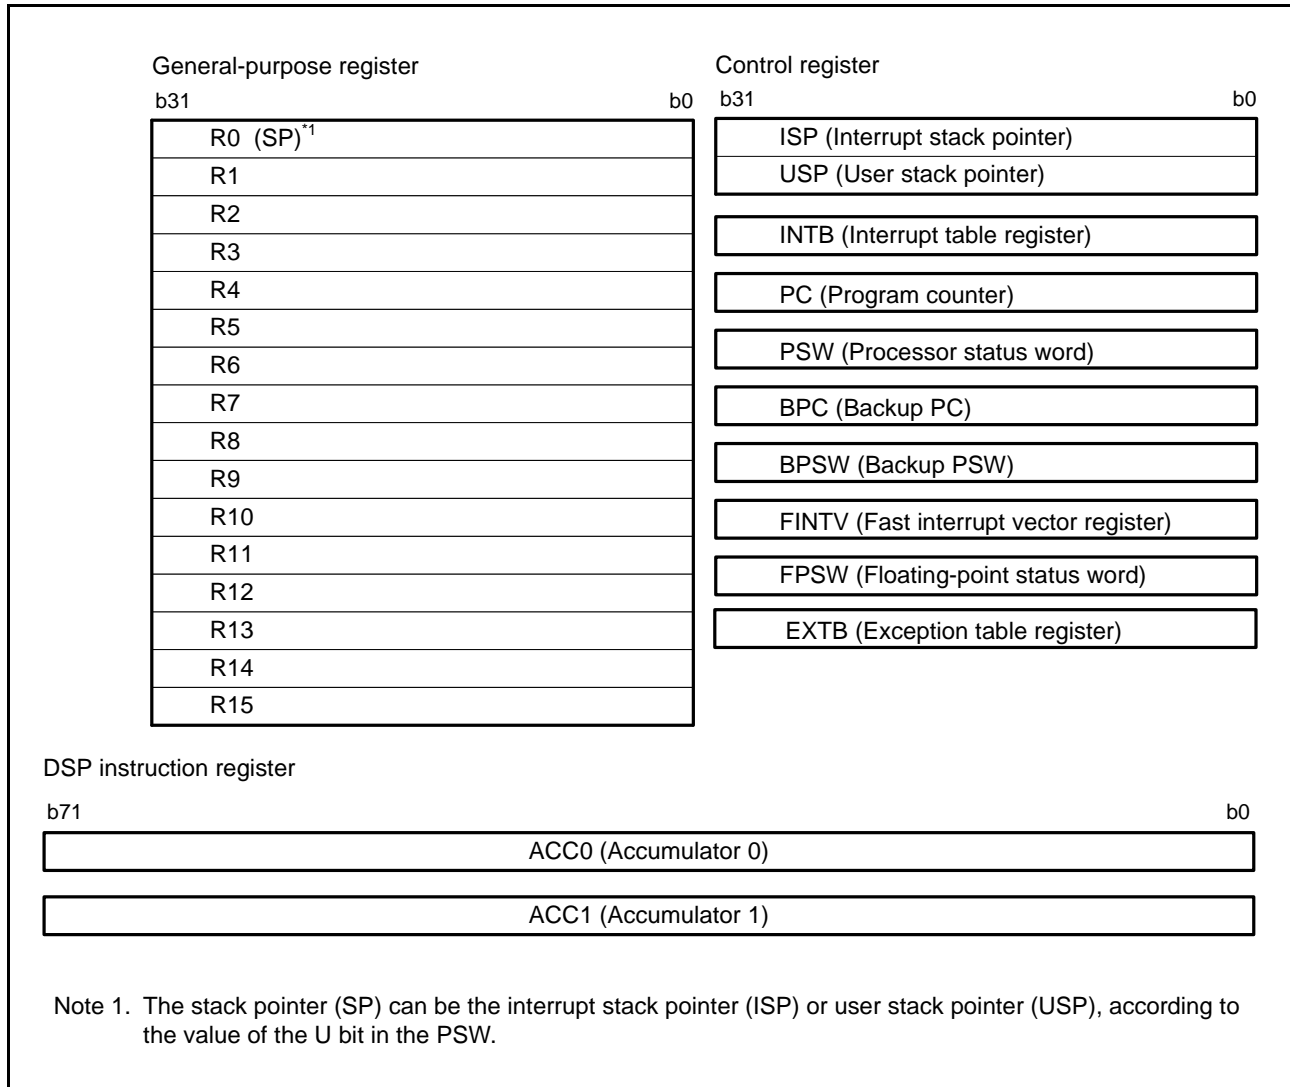 General-purpose register
b31 b0
R0 (SP)*1
R1
R2
R3
R4
R5
R6
R7
R8
R9
R10
R11
R12
R13
R14
R15
Control register
b31 b0
ISP (Interrupt stack pointer)
USP (User stack pointer)
INTB (Interrupt table register)
PC (Program counter)
PSW (Processor status word)
BPC (Backup PC)
BPSW (Backup PSW)
FINTV (Fast interrupt vector register)
FPSW (Floating-point status word)
EXTB (Exception table register)
DSP instruction register
b71 b0
ACC0 (Accumulator 0)
ACC1 (Accumulator 1)
Note 1. The stack pointer (SP) can be the interrupt stack pointer (ISP) or user stack pointer (USP), according to
the value of the U bit in the PSW.